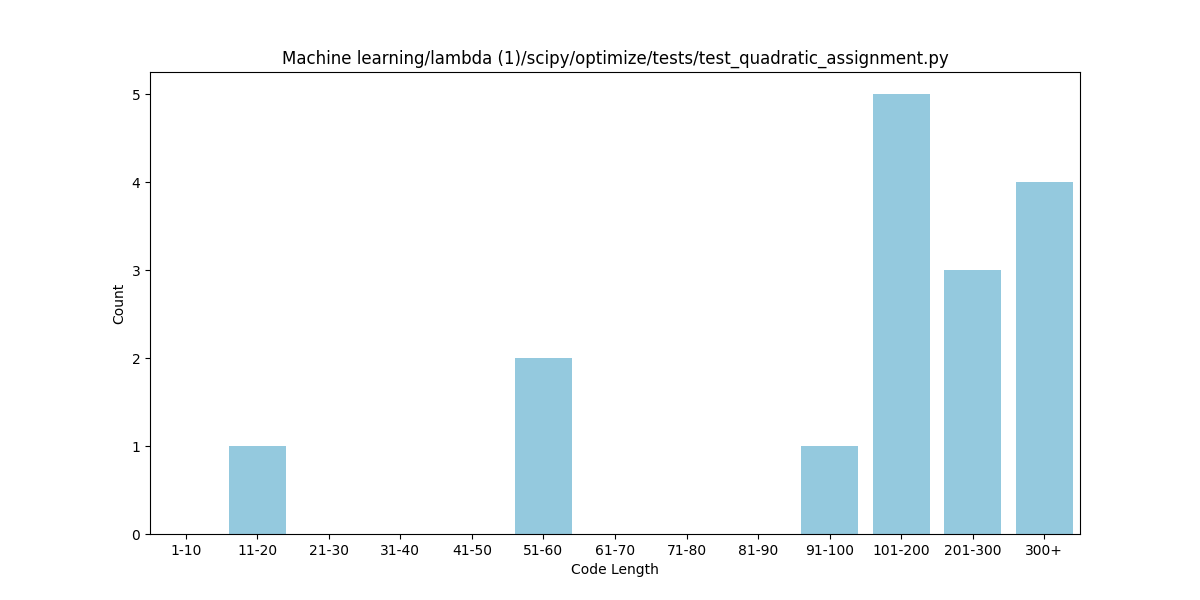 Machine learning/lambda (1)/scipy/optimize/tests/test_quadratic_assignment.py
5
4
3
2
1
0
Count
1-10 11-20 21-30 31-40 41-50 51-60 61-70 71-80 81-90 91-100 101-200 201-300 300+
Code Length